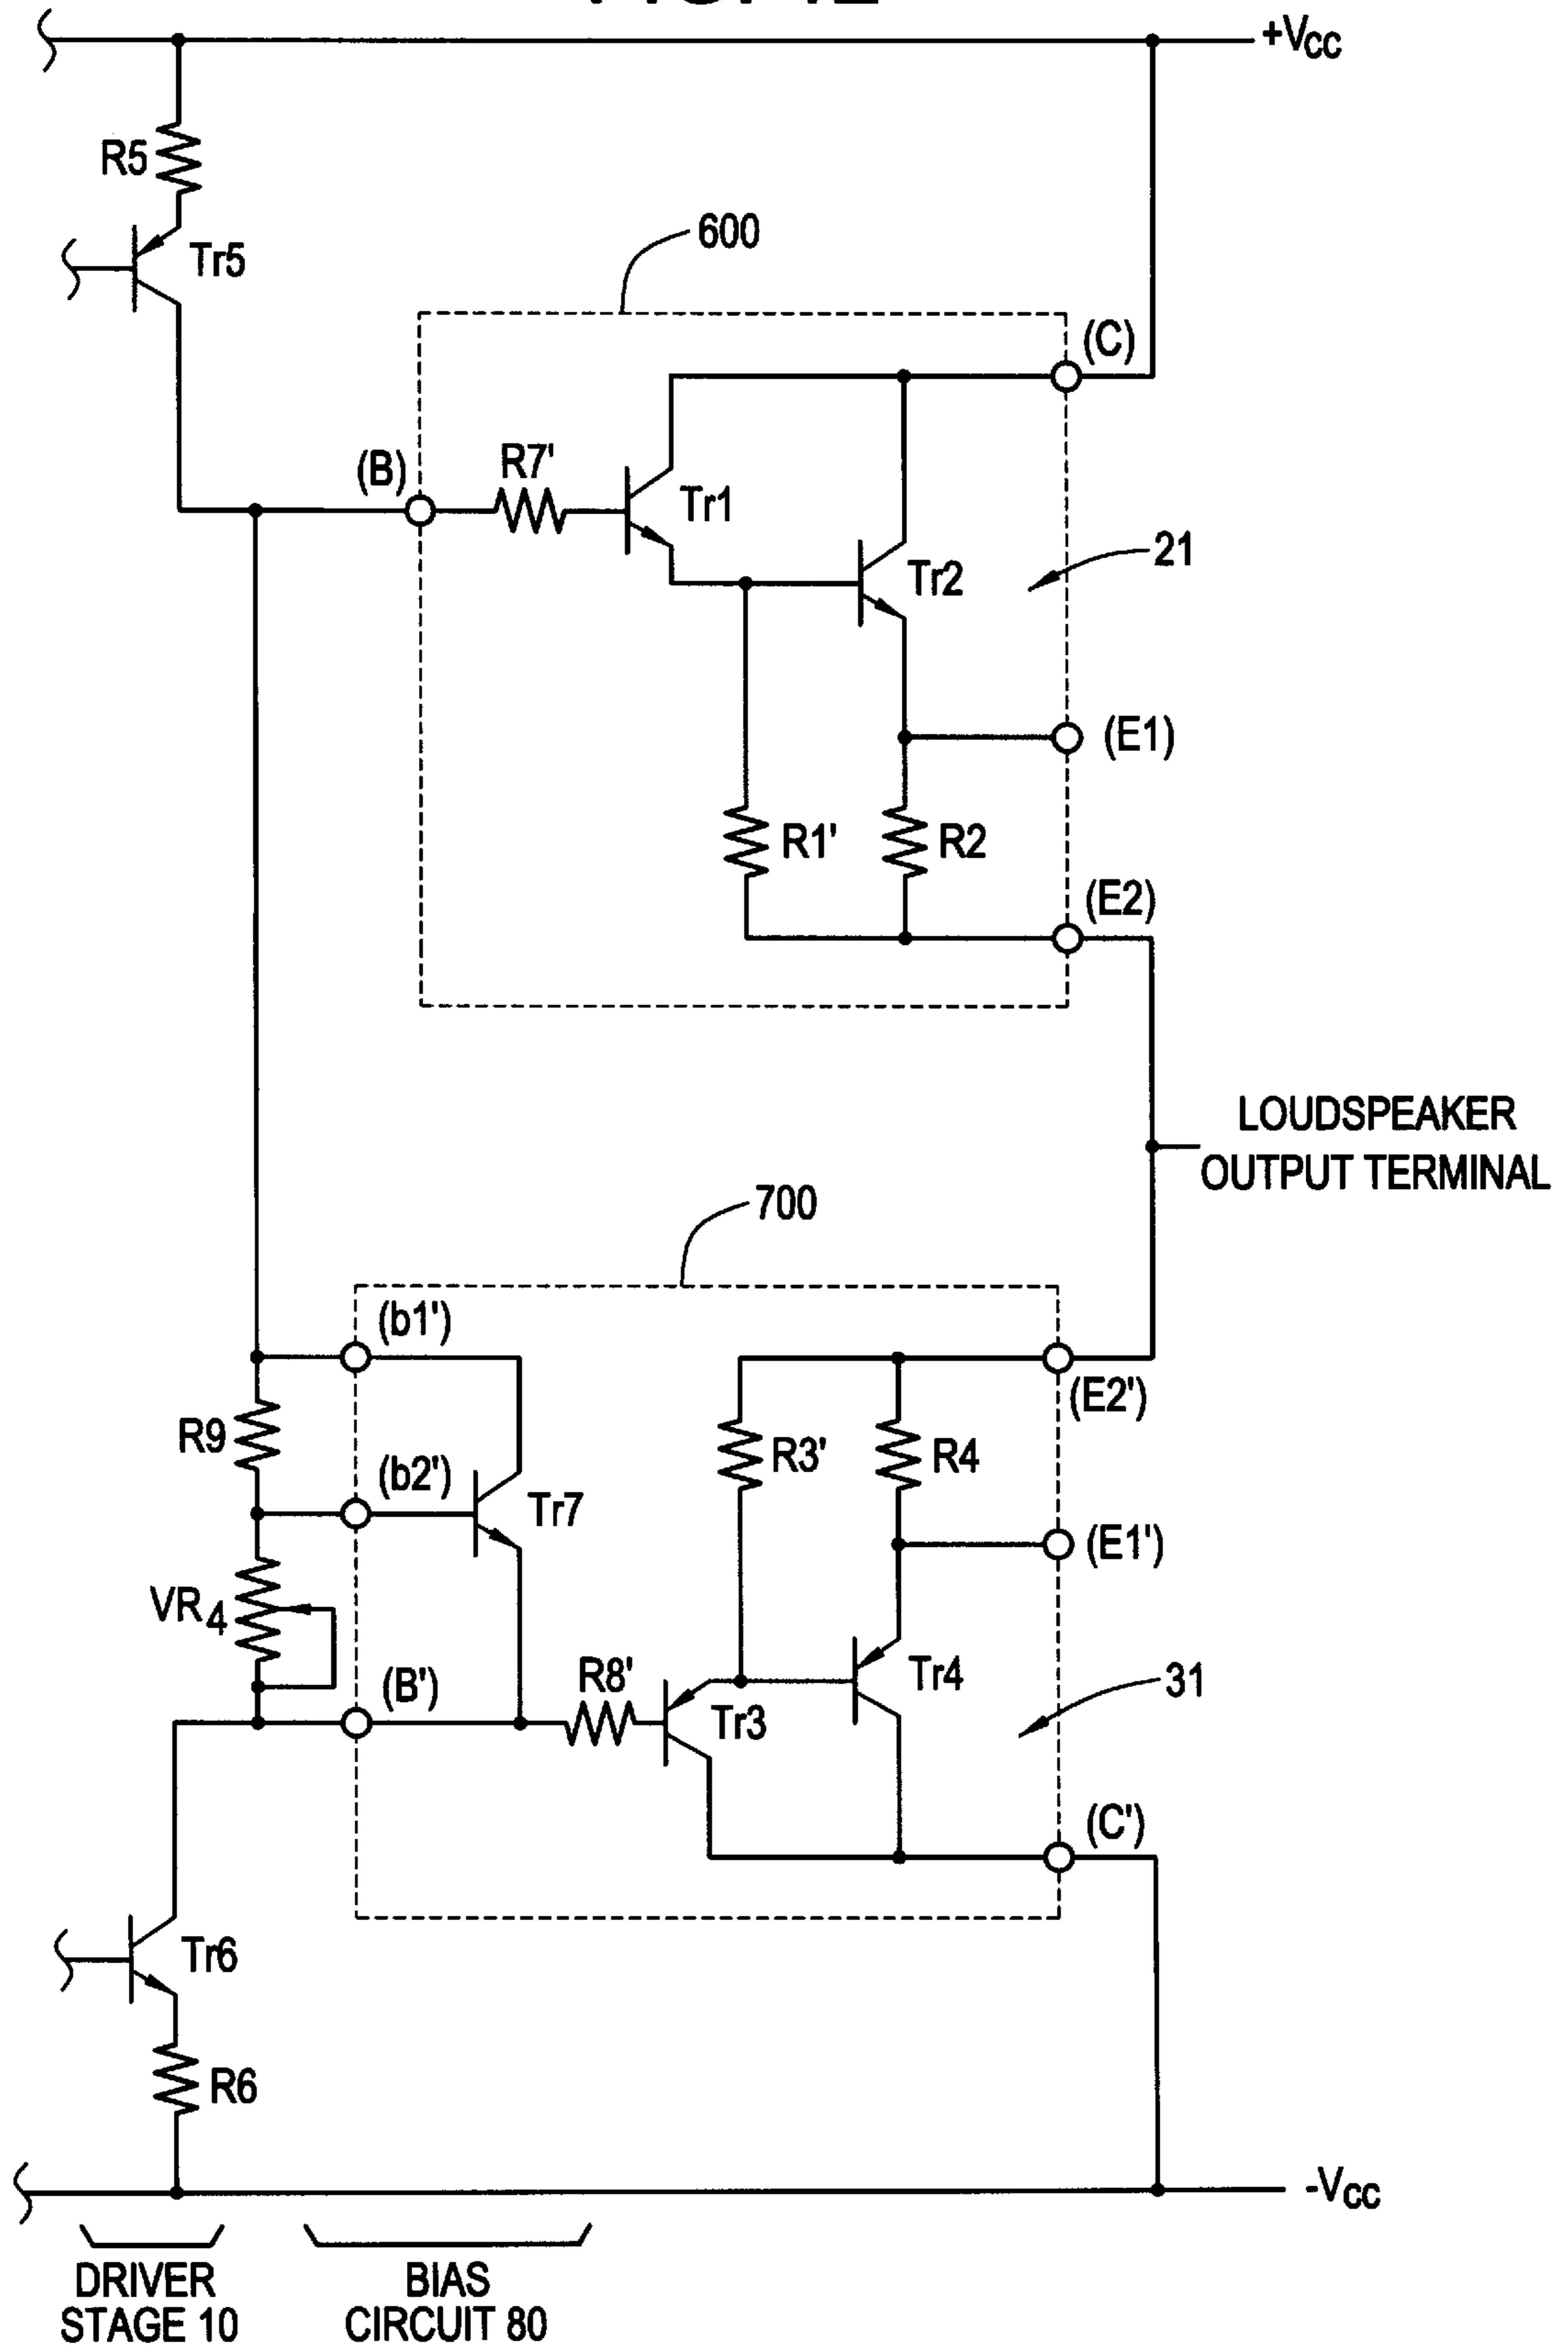 +VCC
R5
Tr5
600
(C)
(B)
R7'
Tr1
Tr2
21
(E1)
R1'
R2
(E2)
LOUDSPEAKER
OUTPUT TERMINAL
700
(b1')
(E2')
R9
R3'
R4
(b2')
Tr7
(E1')
VR4
(B')
R8'
Tr3
Tr4
31
(C')
Tr6
R6
-VCC
DRIVER
STAGE 10
BIAS
CIRCUIT 80